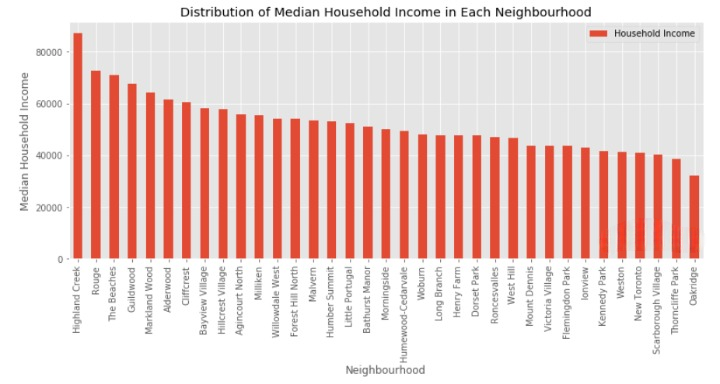 Distribution of Median Household Income in Each Neighbourhood
Household Income
Median Household Income
80000
60000
40000
20000
0
Highland Creek
Rouge
The Beaches
Guildwood
Markland Wood
Alderwood
Cliffcrest
Bayview Village
Hillcrest Village
Agincourt North
Milliken
Willowdale West
Forest Hill North
Malvern
Humber Summit
Little Portugal
Bathurst Manor
Morningside
Humewood-Cedarvale
Woburn
Long Branch
Henry Farm
Dorset Park
Roncesvalles
West Hill
Mount Dennis
Victoria Village
Flemingdon Park
Ionview
Kennedy Park
Weston
New Toronto
Scarborough Village
Thorncliffe Park
Oakridge
Neighbourhood